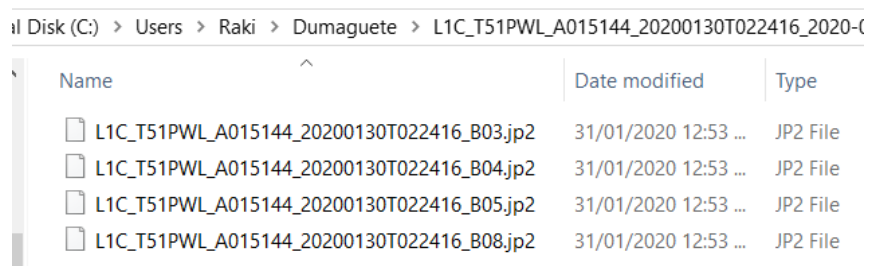 al Disk (C:) > Users > Raki > Dumaguete > L1C_T51PWL_A015144_20200130T022416_2020-0
Name Date modified Type
L1C_T51PWL_A015144_20200130T022416_B03.jp2 31/01/2020 12:53 ... JP2 File
L1C_T51PWL_A015144_20200130T022416_B04.jp2 31/01/2020 12:53 ... JP2 File
L1C_T51PWL_A015144_20200130T022416_B05.jp2 31/01/2020 12:53 ... JP2 File
L1C_T51PWL_A015144_20200130T022416_B08.jp2 31/01/2020 12:53 ... JP2 File